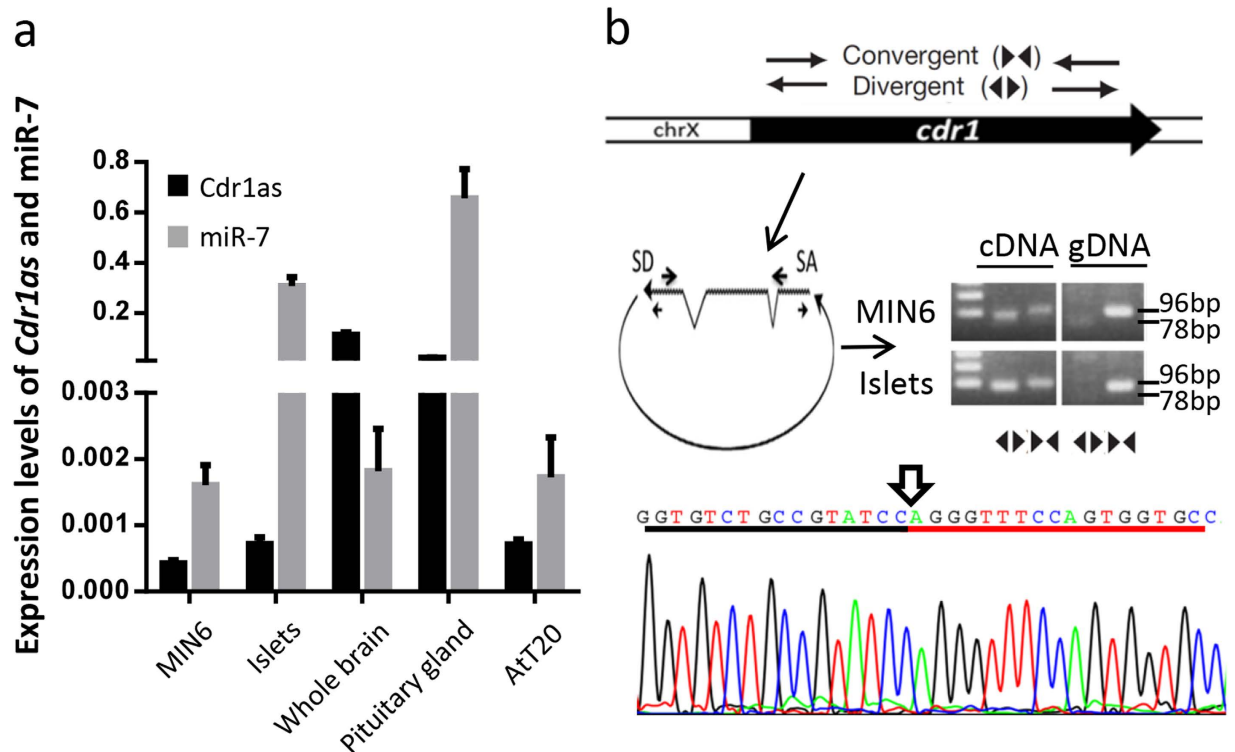 a
Expression levels of Cdr1as and miR-7
Cdr1as
miR-7
0.8
0.6
0.4
0.2
0.003
0.002
0.001
0.000
MIN6
Islets
Whole brain
Pituitary gland
AtT20
b
Convergent (▶◀)
Divergent (◀▶)
chrX
cdr1
SD
SA
cDNA gDNA
MIN6
96bp
78bp
Islets
96bp
78bp
GGTGTCTGCCGTATCCAGGGTTTCCAGTGGTGCC